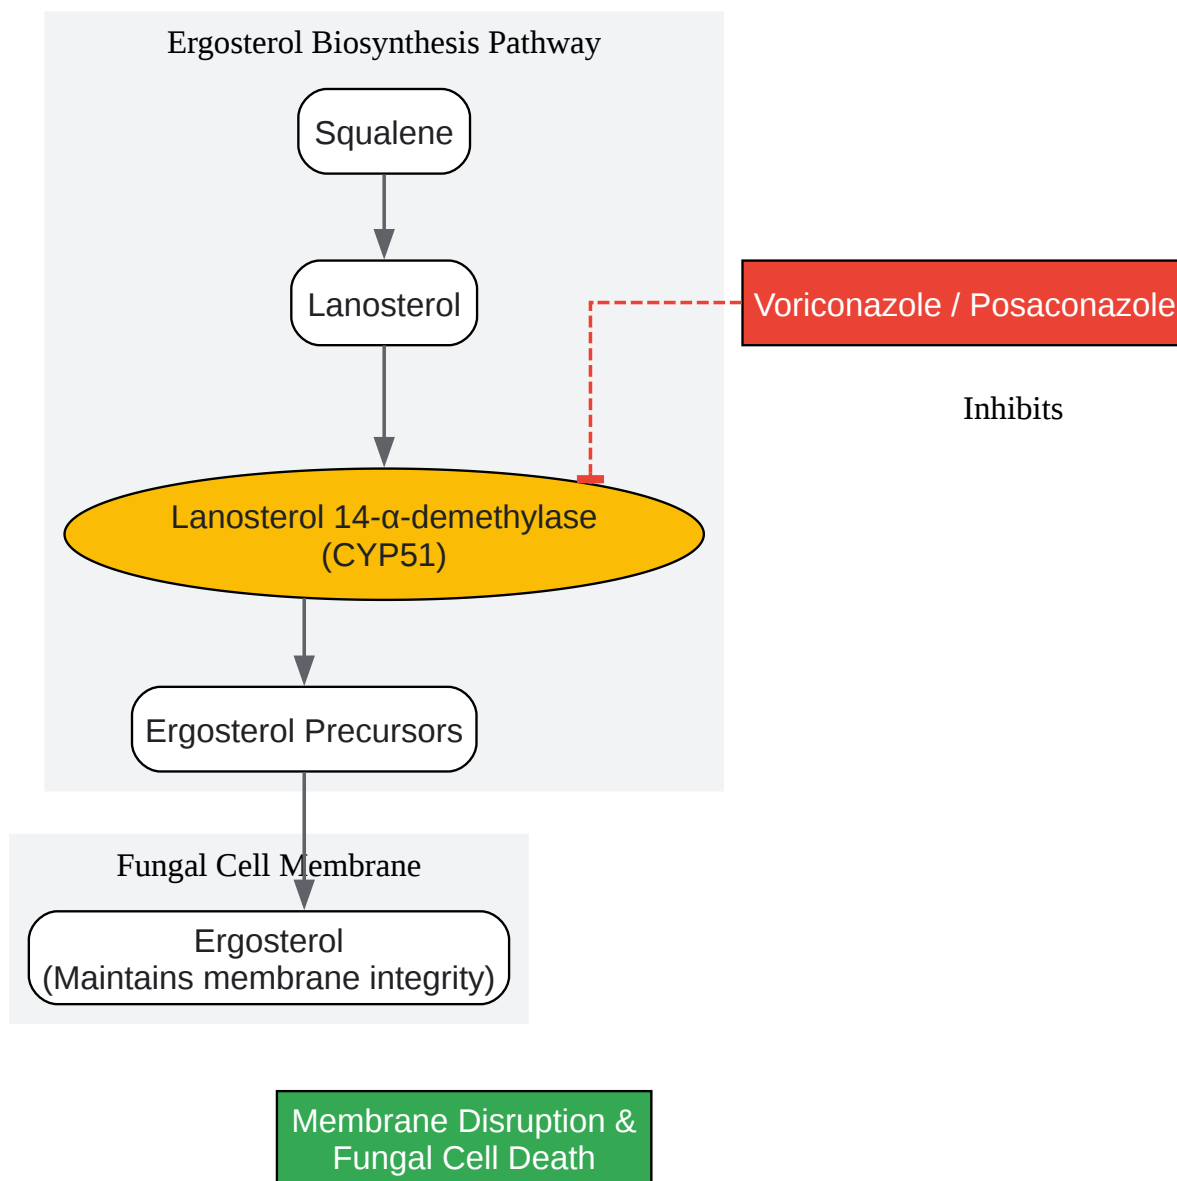 Ergosterol Biosynthesis Pathway
Squalene
Lanosterol
Voriconazole / Posaconazole
Inhibits
Lanosterol 14-α-demethylase
(CYP51)
Ergosterol Precursors
Fungal Cell Membrane
Ergosterol
(Maintains membrane integrity)
Membrane Disruption &
Fungal Cell Death